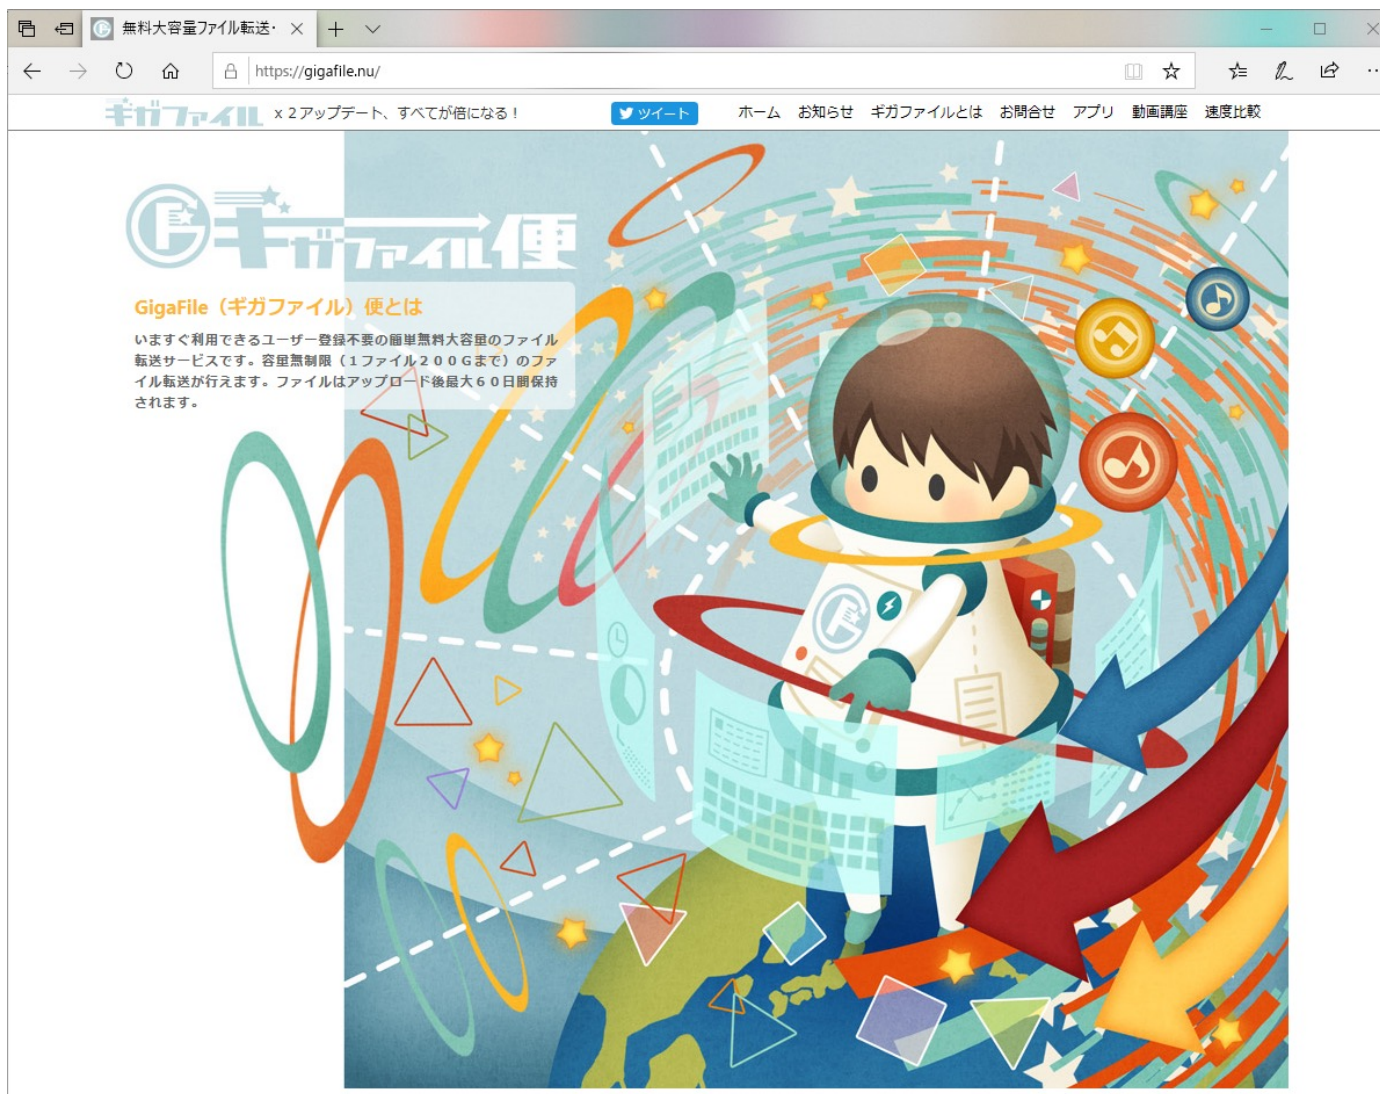 無料大容量ファイル転送・
https://gigafile.nu/
ギガファイル x２アップデート、すべてが倍になる！ ツイート ホーム お知らせ ギガファイルとは お問合せ アプリ 動画講座 速度比較
ギガファイル便
GigaFile（ギガファイル）便とは
いますぐ利用できるユーザー登録不要の簡単無料大容量のファイル
転送サービスです。容量無制限（１ファイル２００Ｇまで）のファ
イル転送が行えます。ファイルはアップロード後最大６０日間保持
されます。